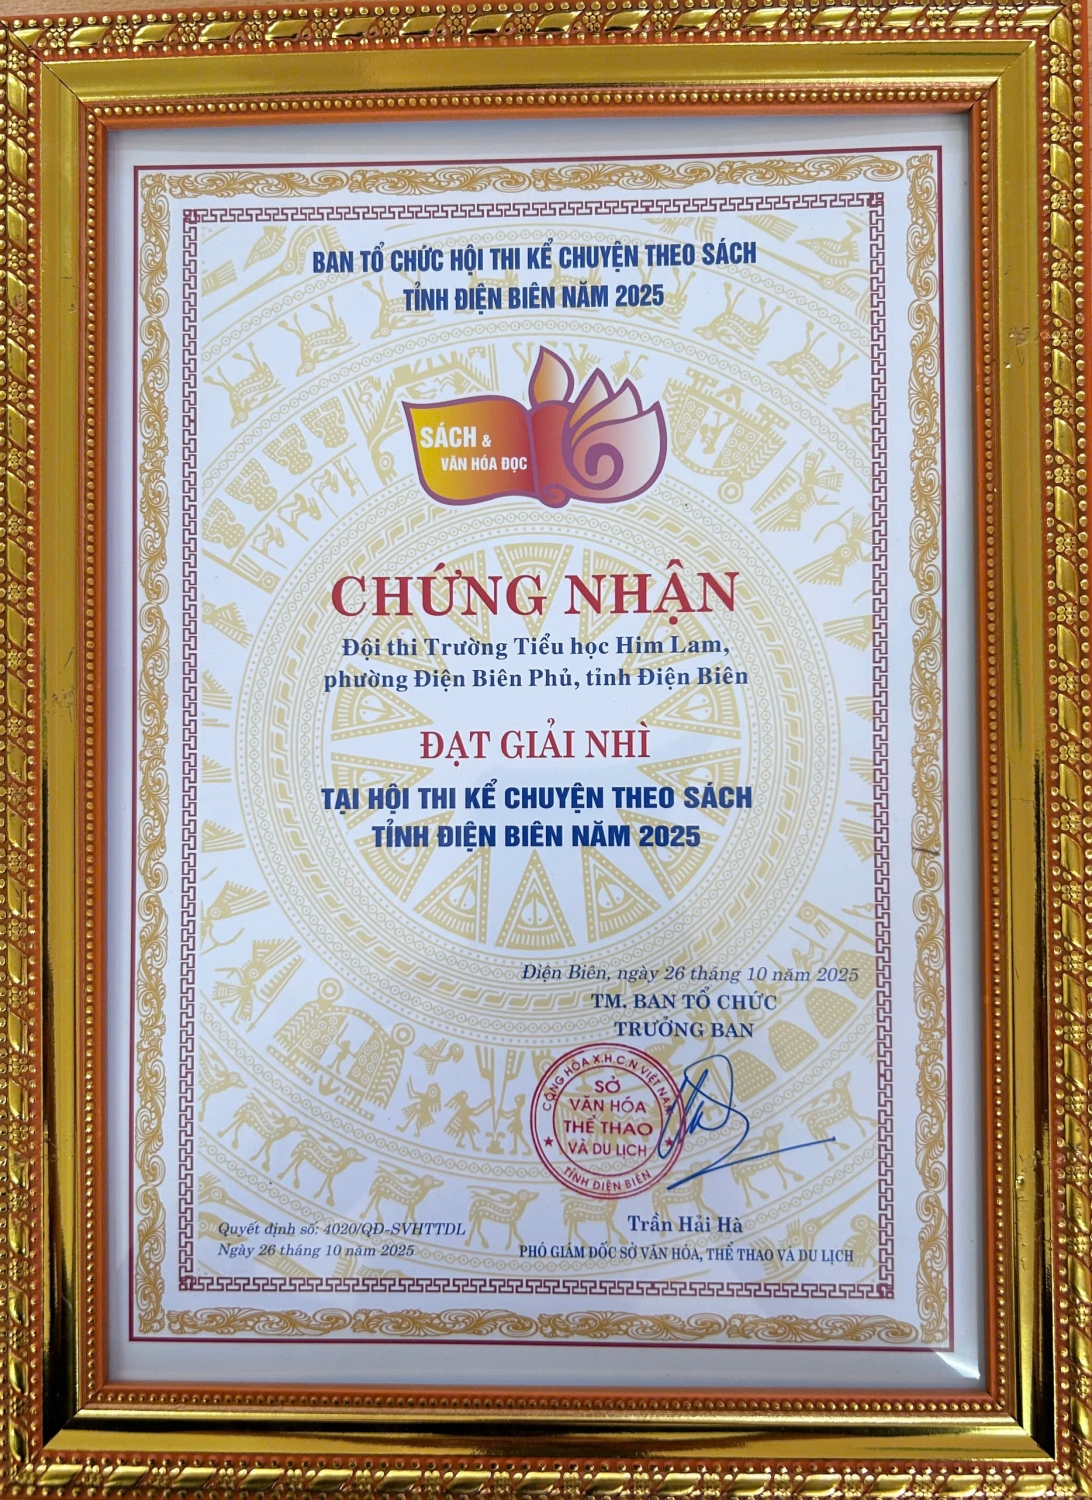 BAN TỔ CHỨC HỘI THI KỂ CHUYỆN THEO SÁCH
TỈNH ĐIỆN BIÊN NĂM 2025
SÁCH &
VĂN HÓA ĐỌC
CHỨNG NHẬN
Đội thi Trường Tiểu học Him Lam,
phường Điện Biên Phủ, tỉnh Điện Biên
ĐẠT GIẢI NHÌ
TẠI HỘI THI KỂ CHUYỆN THEO SÁCH
TỈNH ĐIỆN BIÊN NĂM 2025
Điện Biên, ngày 26 tháng 10 năm 2025
TM. BAN TỔ CHỨC
TRƯỞNG BAN
CỘNG HÒA X.H.C.N VIỆT NAM
SỞ
VĂN HÓA
THỂ THAO
VÀ DU LỊCH
TỈNH ĐIỆN BIÊN
Quyết định số: 4020/QĐ-SVHTTDL
Ngày 26 tháng 10 năm 2025
Trần Hải Hà
PHÓ GIÁM ĐỐC SỞ VĂN HÓA, THỂ THAO VÀ DU LỊCH